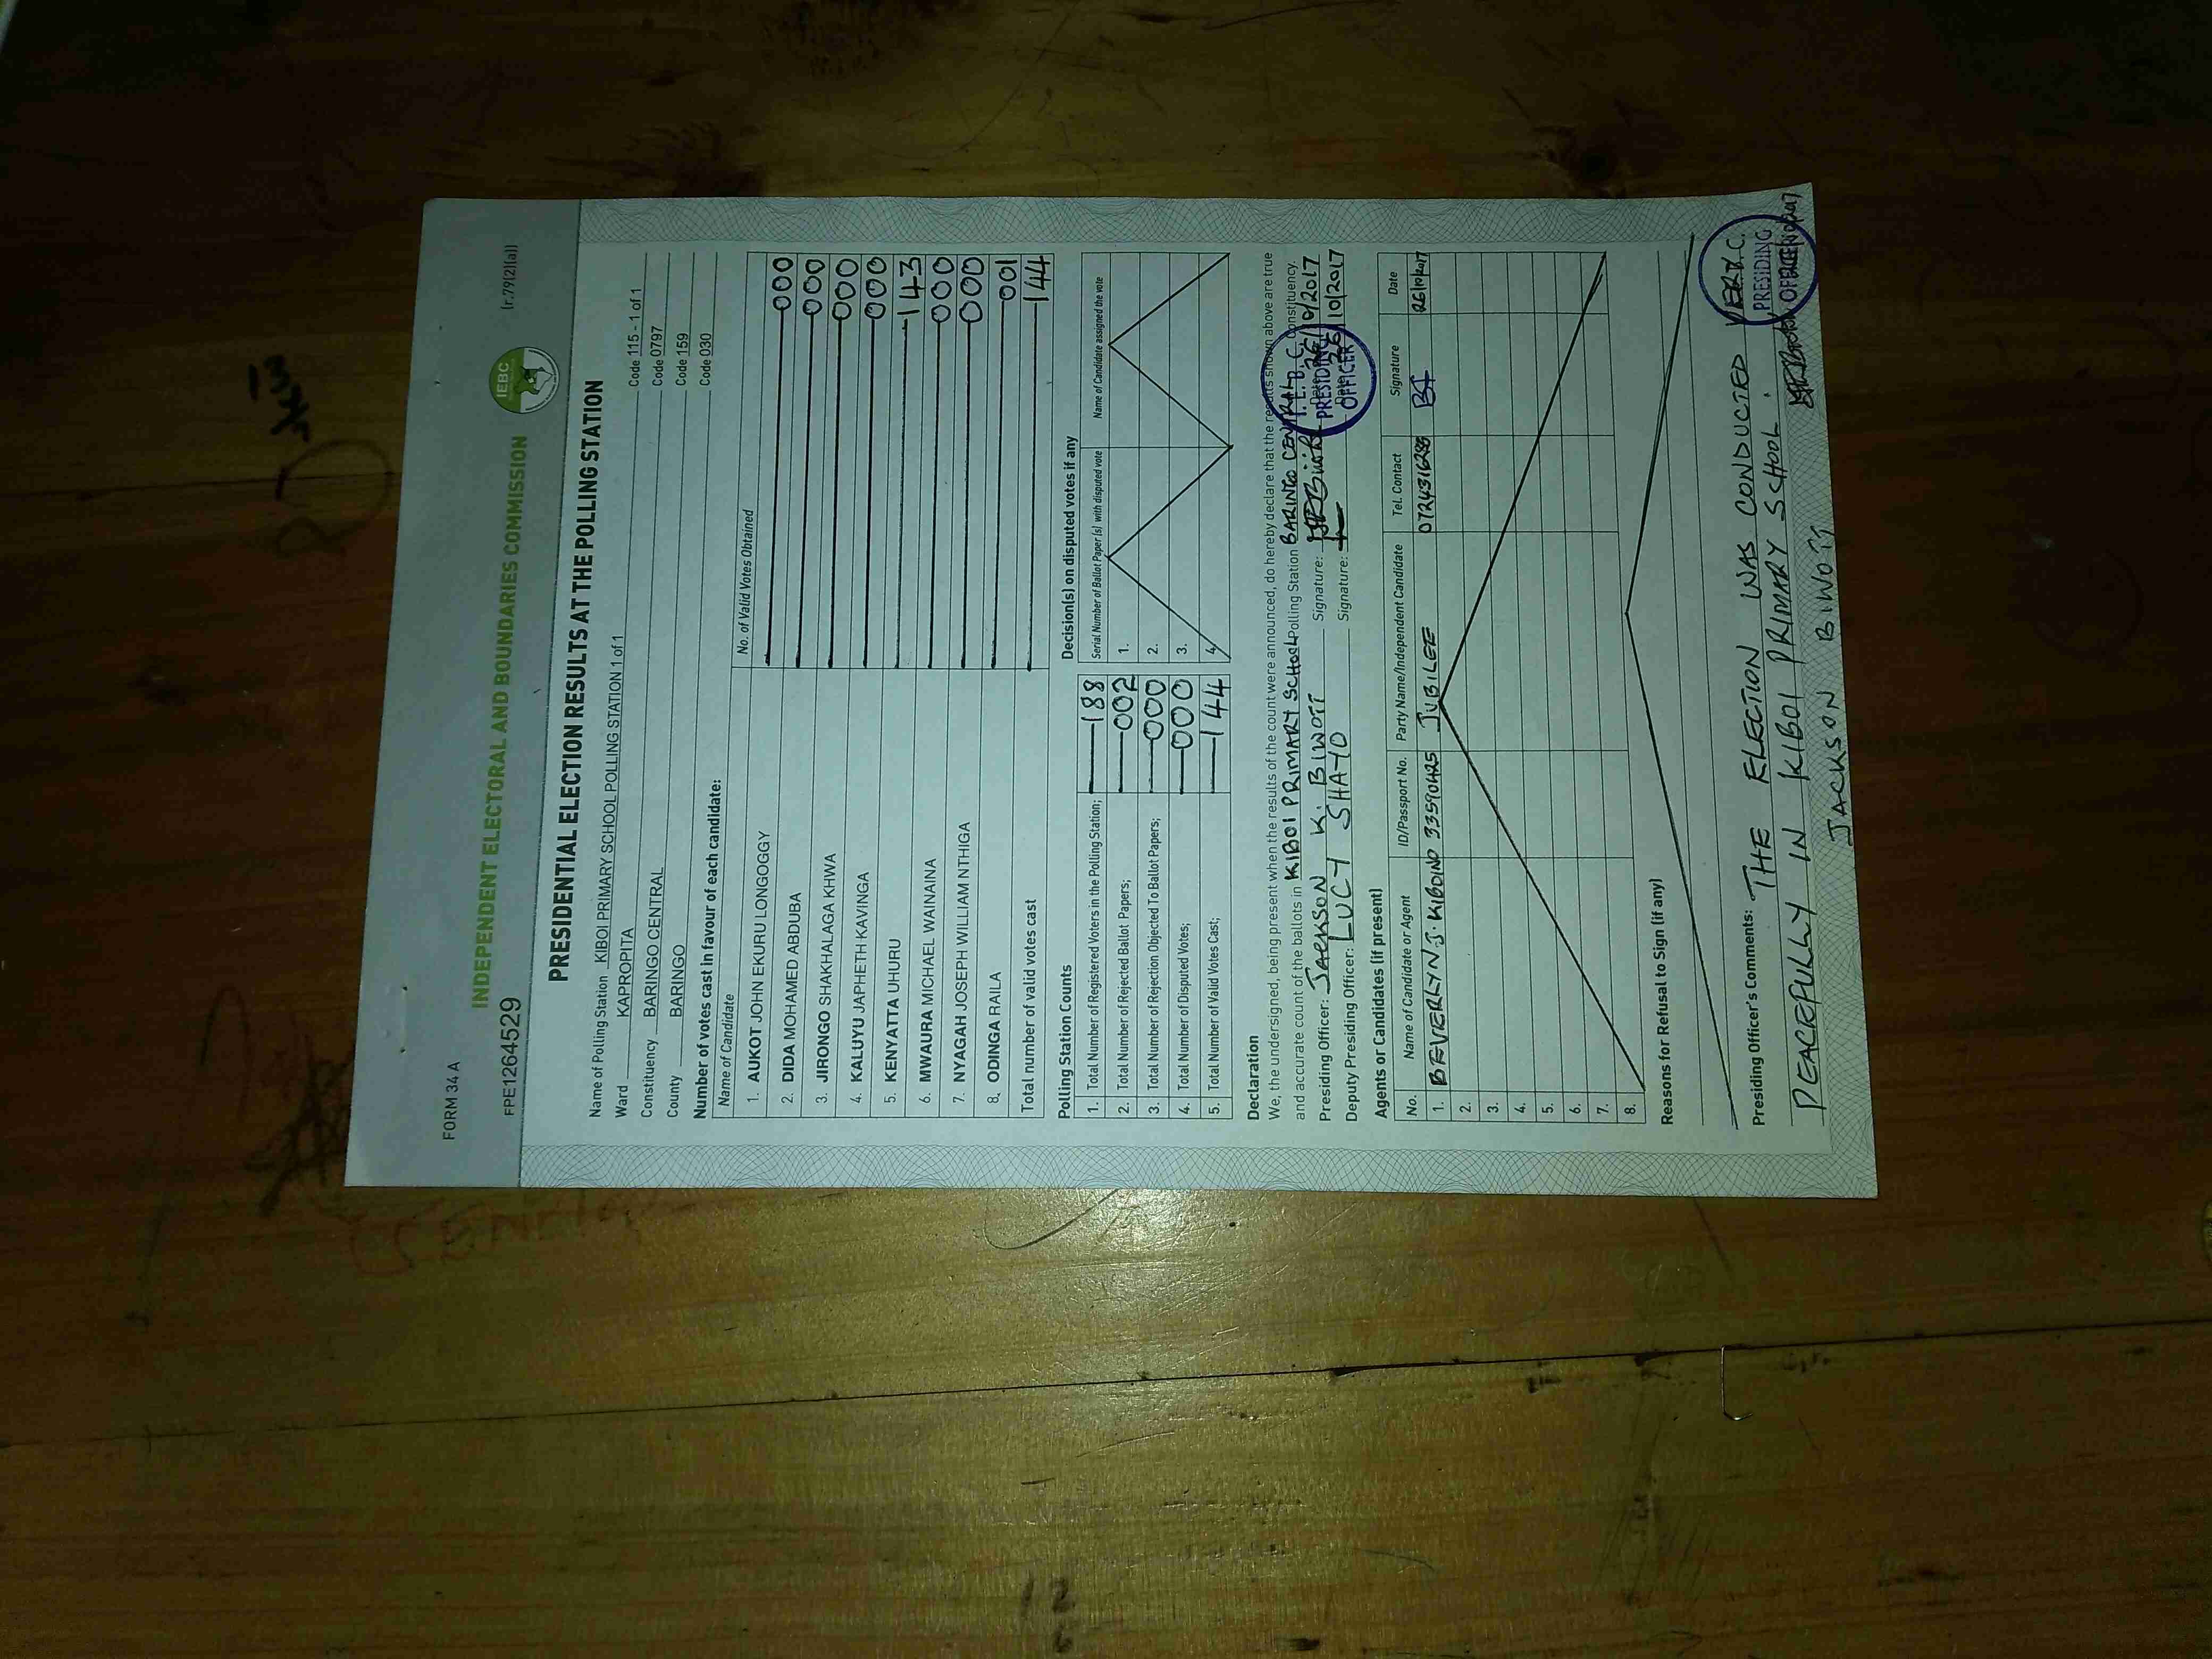 FORM 34 A
(r.79(2)(a))
IEBC
INDEPENDENT ELECTORAL AND BOUNDARIES COMMISSION
FPE1264529
PRESIDENTIAL ELECTION RESULTS AT THE POLLING STATION
Name of Polling Station KIBOI PRIMARY SCHOOL POLLING STATION 1 of 1 Code 115 - 1 of 1
Ward KAPROPITA Code 0797
Constituency BARINGO CENTRAL Code 159
County BARINGO Code 030
Number of votes cast in favour of each candidate:
Name of Candidate No. of Valid Votes Obtained
1. AUKOT JOHN EKURU LONGOGGY 000
2. DIDA MOHAMED ABDUBA 000
3. JIRONGO SHAKHALAGA KHWA 000
4. KALUYU JAPHETH KAVINGA 000
5. KENYATTA UHURU 143
6. MWAURA MICHAEL WAINAINA 000
7. NYAGAH JOSEPH WILLIAM NTHIGA 000
8. ODINGA RAILA 001
Total number of valid votes cast 144
Polling Station Counts
1. Total Number of Registered Voters in the Polling Station; 188
2. Total Number of Rejected Ballot Papers; 002
3. Total Number of Rejection Objected To Ballot Papers; 000
4. Total Number of Disputed Votes; 000
5. Total Number of Valid Votes Cast; 144
Decision(s) on disputed votes if any
Serial Number of Ballot Paper (s) with disputed vote Name of Candidate assigned the vote
1.
2.
3.
4.
Declaration
We, the undersigned, being present when the results of the count were announced, do hereby declare that the results shown above are true
and accurate count of the ballots in KIBOI PRIMARY SCHOOL Polling Station BARINGO CENTRAL Constituency.
Presiding Officer: JACKSON K. BIWOTT Signature: Date: 26/10/2017
Deputy Presiding Officer: LUCY SHAYO Signature: 26/10/2017
I. E. B. C.
PRESIDING
OFFICER
Agents or Candidates (if present)
No. Name of Candidate or Agent ID/Passport No. Party Name/Independent Candidate Tel. Contact Signature Date
1. BEVERLYN J. KIBOINO 33590425 JUBILEE 0724316285 26/10/2017
2.
3.
4.
5.
6.
7.
8.
Reasons for Refusal to Sign (if any)
Presiding Officer's Comments: THE ELECTION WAS CONDUCTED VERY
PEACEFULLY IN KIBOI PRIMARY SCHOOL.
JACKSON BIWOTT
PRESIDING
OFFICER